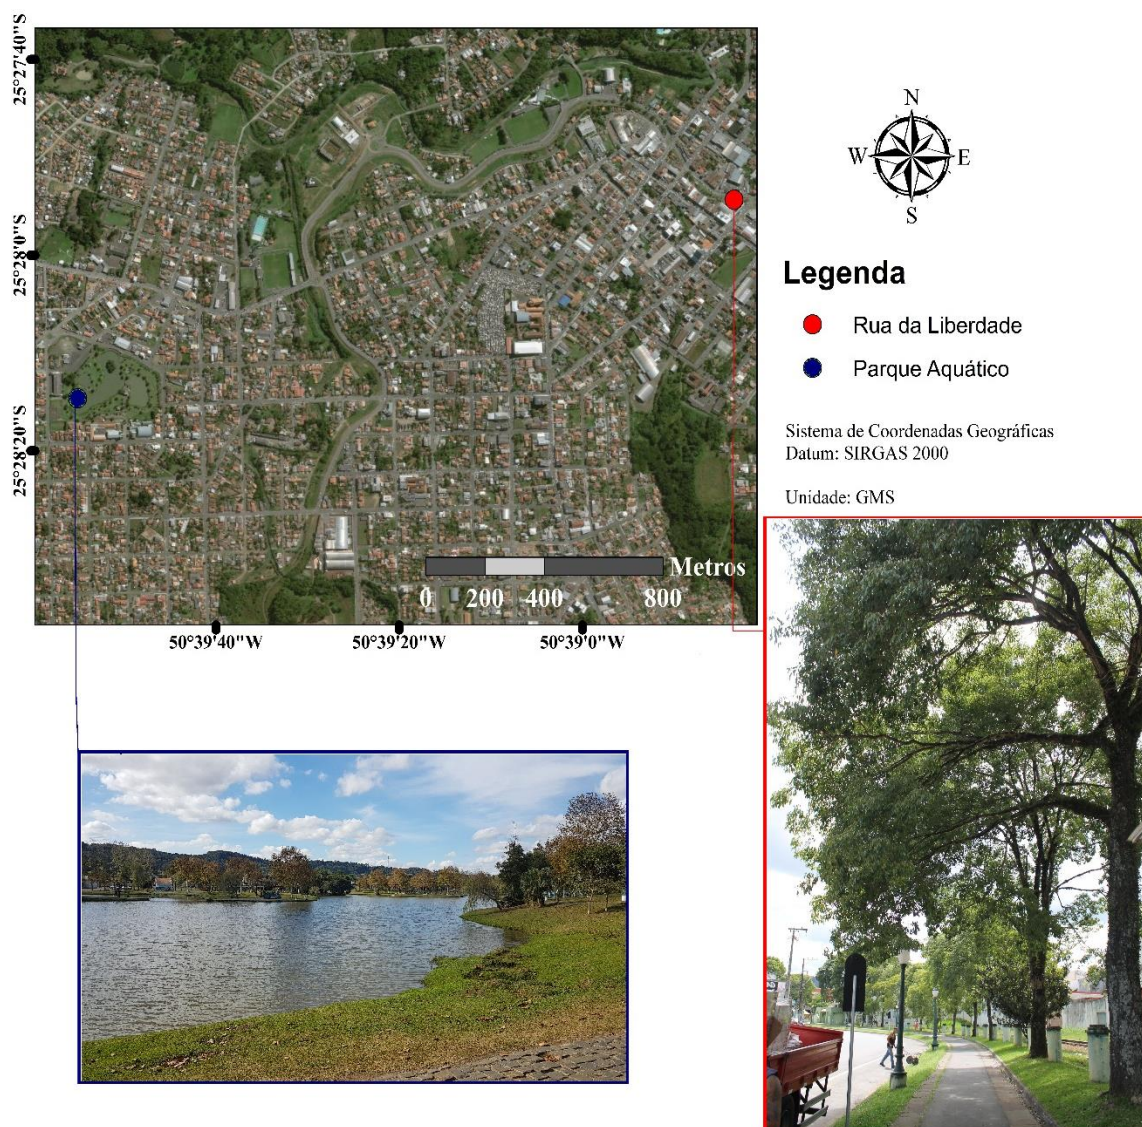 25°27'40"S
25°28'0"S
25°28'20"S
50°39'40"W
50°39'20"W
50°39'0"W
Metros
0 200 400 800
N
W E
S
Legenda
Rua da Liberdade
Parque Aquático
Sistema de Coordenadas Geográficas
Datum: SIRGAS 2000
Unidade: GMS